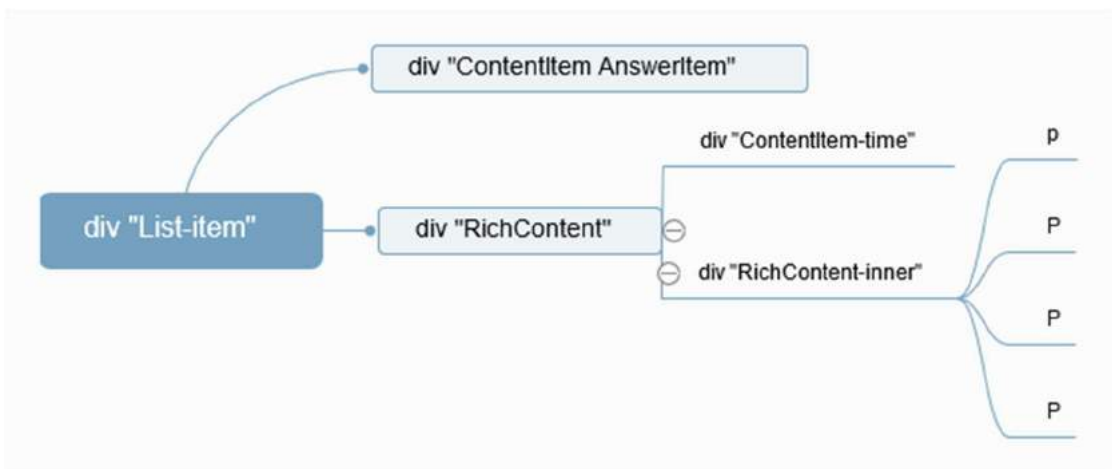 div "ContentItem AnswerItem"
div "ContentItem-time"
p
div "List-item"
div "RichContent"
P
div "RichContent-inner"
P
P